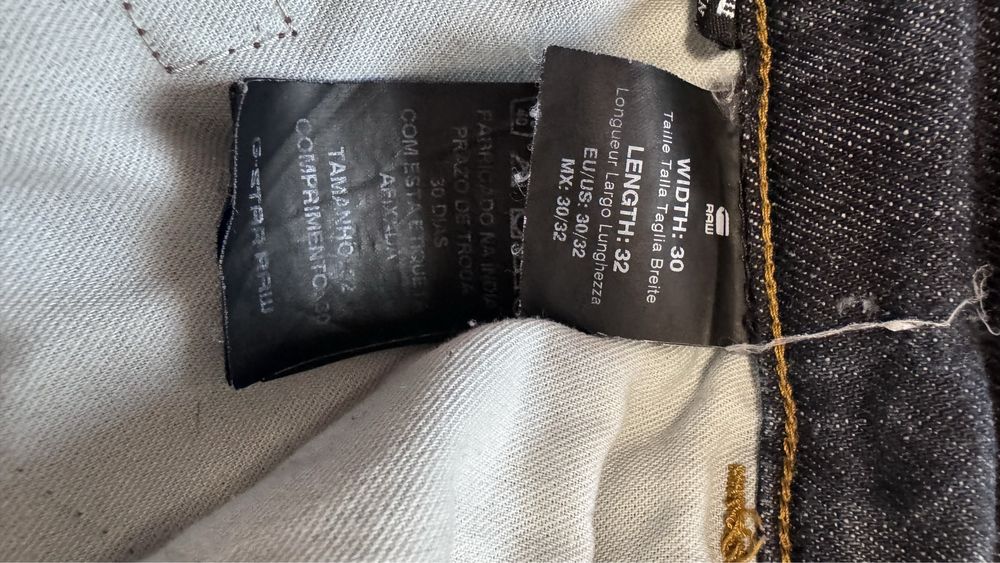 RAW
WIDTH: 30
Taille Talla Taglia Breite
LENGTH: 32
Longueur Largo Lunghezza
EU/US: 30/32
MX: 30/32
FABRICADO NA INDIA
PRAZO DE TROCA
30 DIAS
COM ESTA ETIQUETA
TAMANHO
COMPRIMENTO
G-STAR RAW